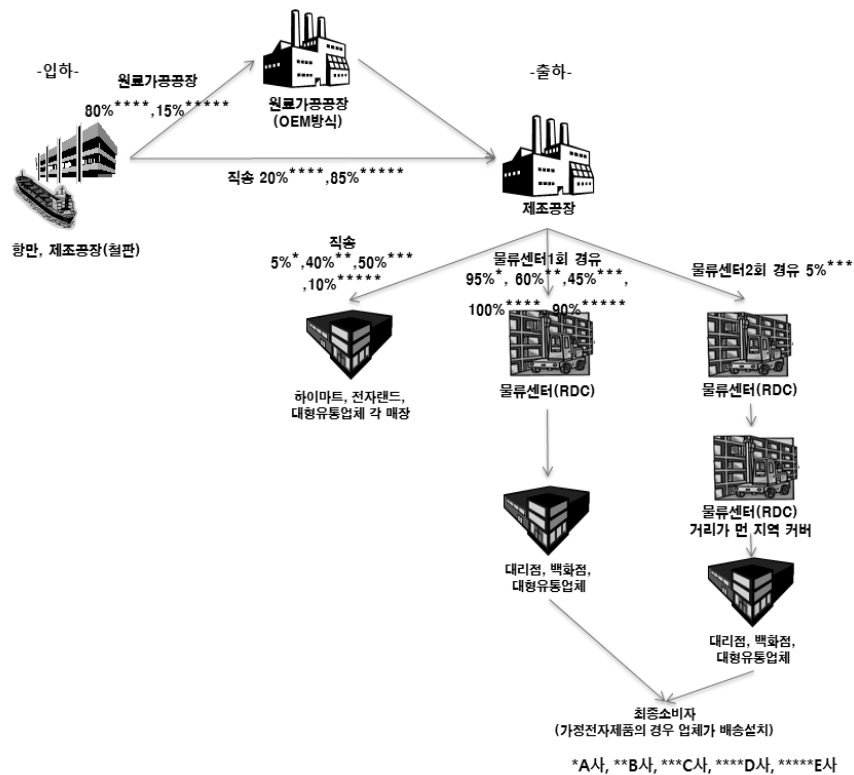 -입하-
원료가공공장
80%****,15%*****
원료가공공장
(OEM방식)
-출하-
직송 20%****,85%*****
제조공장
항만, 제조공장(철판)
직송
5%*,40%**,50%***
,10%*****
물류센터1회 경유
95%*, 60%**,45%***,
100%****, 90%*****
물류센터2회 경유 5%***
하이마트, 전자랜드,
대형유통업체 각 매장
물류센터(RDC)
물류센터(RDC)
물류센터(RDC)
거리가 먼 지역 커버
대리점, 백화점,
대형유통업체
대리점, 백화점,
대형유통업체
최종소비자
(가정전자제품의 경우 업체가 배송설치)
*A사, **B사, ***C사, ****D사, *****E사